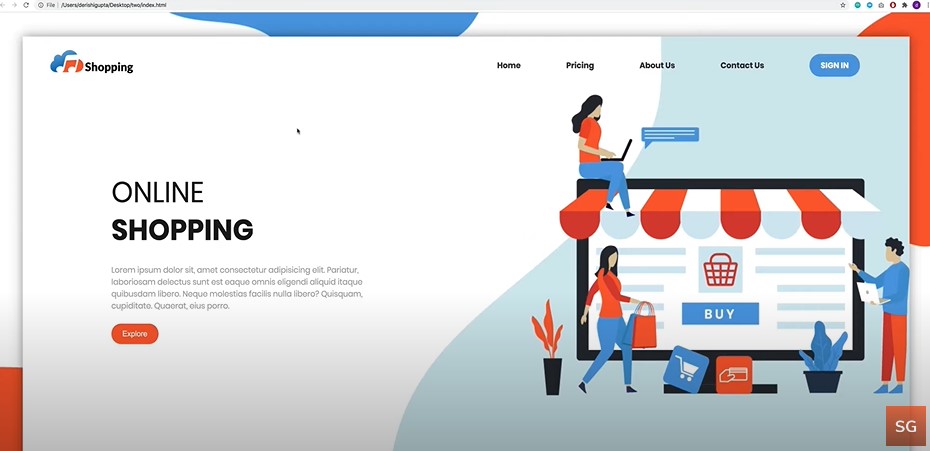 File | /Users/derishigupta/Desktop/two/index.html
Shopping
Home
Pricing
About Us
Contact Us
SIGN IN
ONLINE
SHOPPING
Lorem ipsum dolor sit, amet consectetur adipisicing elit. Pariatur,
laboriosam delectus sunt est eaque omnis eligendi aliquid itaque
quibusdam libero. Neque molestias facilis nulla libero? Quisquam,
cupiditate. Quaerat, eius porro.
Explore
BUY
SG